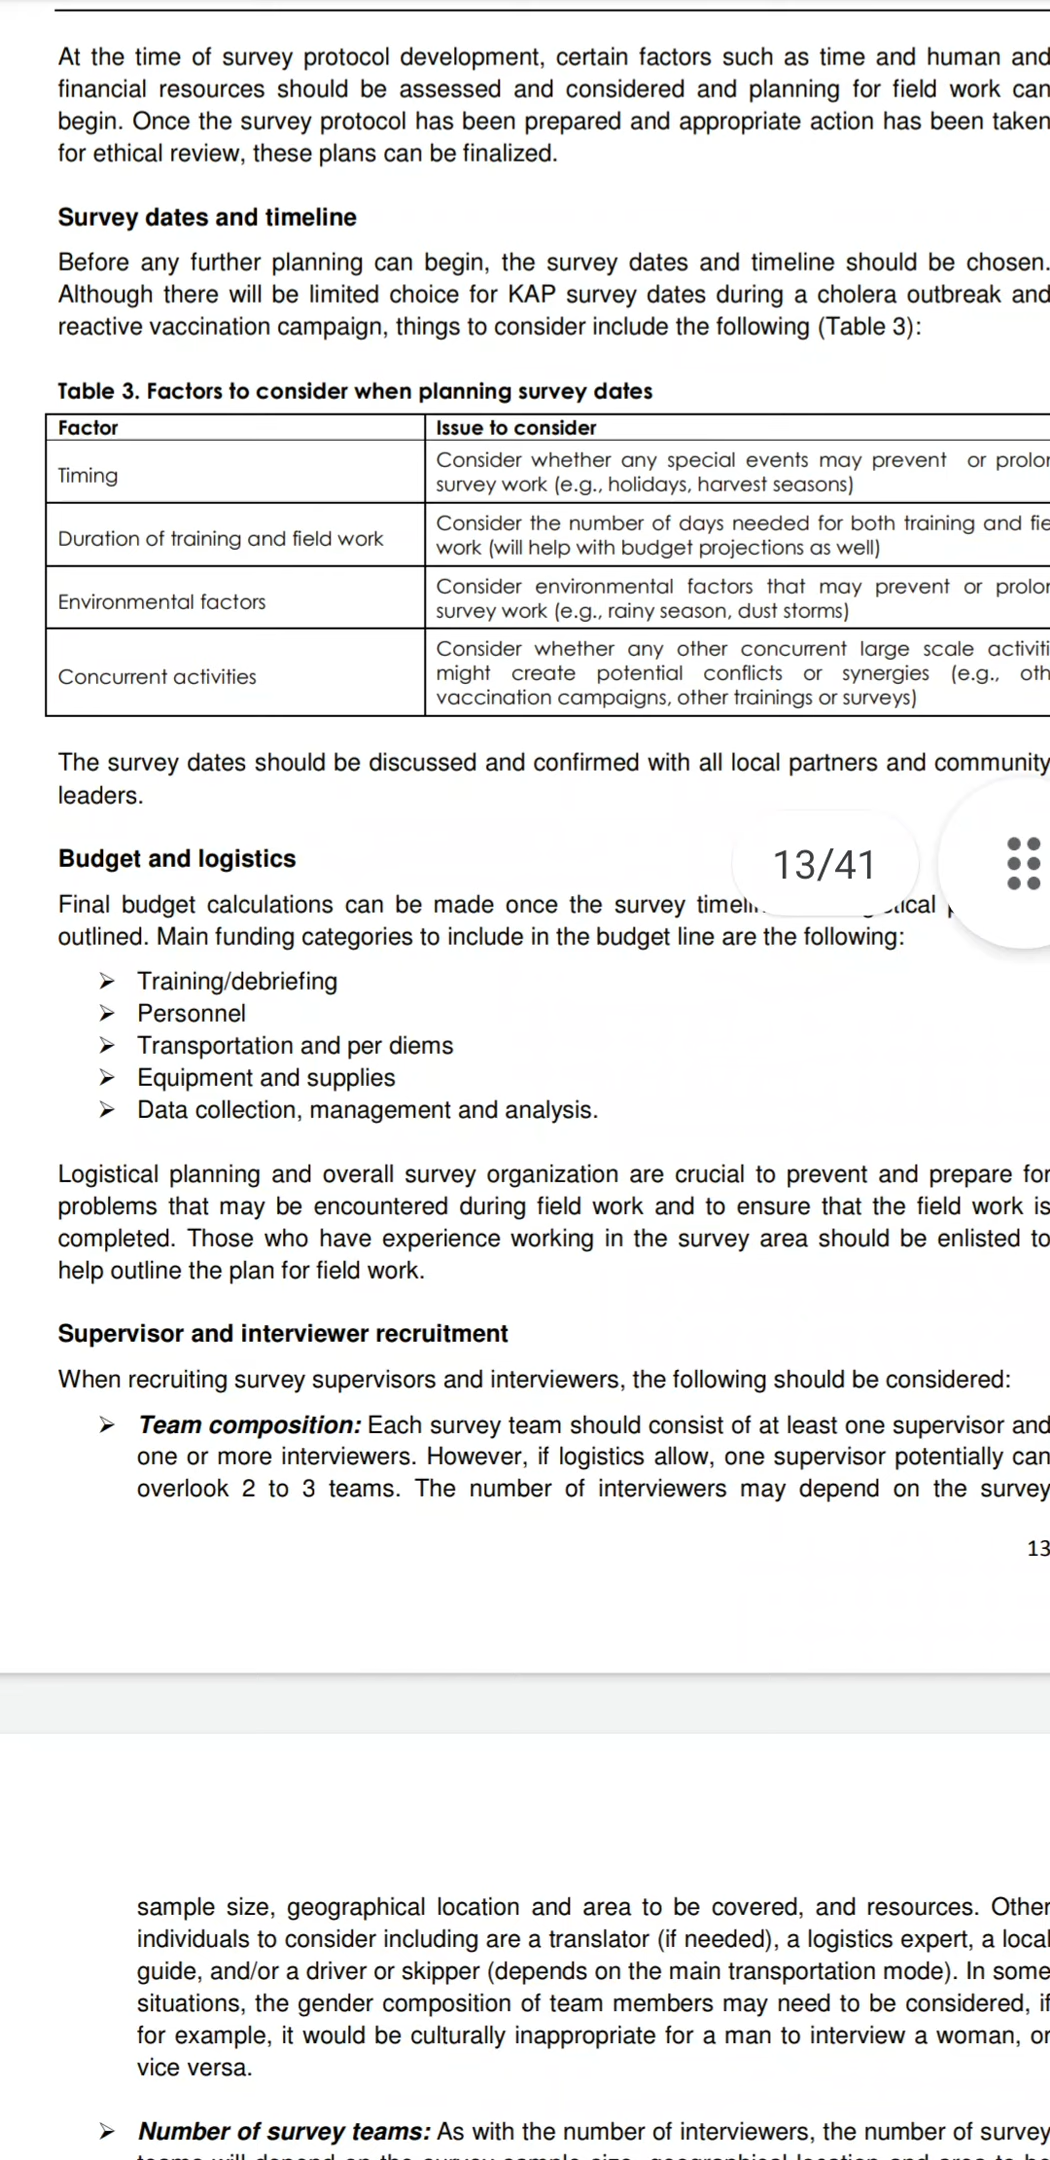 At the time of survey protocol development, certain factors such as time and human and
financial resources should be assessed and considered and planning for field work can
begin. Once the survey protocol has been prepared and appropriate action has been taken
for ethical review, these plans can be finalized.
Survey dates and timeline
Before any further planning can begin, the survey dates and timeline should be chosen.
Although there will be limited choice for KAP survey dates during a cholera outbreak and
reactive vaccination campaign, things to consider include the following (Table 3):
Table 3. Factors to consider when planning survey dates
Factor
Issue to consider
Timing
Consider whether any special events may prevent or prolon
survey work (e.g., holidays, harvest seasons)
Duration of training and field work
Consider the number of days needed for both training and fie
work (will help with budget projections as well)
Environmental factors
Consider environmental factors that may prevent or prolon
survey work (e.g., rainy season, dust storms)
Concurrent activities
Consider whether any other concurrent large scale activiti
might create potential conflicts or synergies (e.g., oth
vaccination campaigns, other trainings or surveys)
The survey dates should be discussed and confirmed with all local partners and community
leaders.
Budget and logistics
13/41
Final budget calculations can be made once the survey
outlined. Main funding categories to include in the budget line are the following:
➢ Training/debriefing
➢ Personnel
➢ Transportation and per diems
➢ Equipment and supplies
➢ Data collection, management and analysis.
Logistical planning and overall survey organization are crucial to prevent and prepare for
problems that may be encountered during field work and to ensure that the field work is
completed. Those who have experience working in the survey area should be enlisted to
help outline the plan for field work.
Supervisor and interviewer recruitment
When recruiting survey supervisors and interviewers, the following should be considered:
➢ Team composition: Each survey team should consist of at least one supervisor and
one or more interviewers. However, if logistics allow, one supervisor potentially can
overlook 2 to 3 teams. The number of interviewers may depend on the survey
13
sample size, geographical location and area to be covered, and resources. Other
individuals to consider including are a translator (if needed), a logistics expert, a local
guide, and/or a driver or skipper (depends on the main transportation mode). In some
situations, the gender composition of team members may need to be considered, if
for example, it would be culturally inappropriate for a man to interview a woman, or
vice versa.
➢ Number of survey teams: As with the number of interviewers, the number of survey